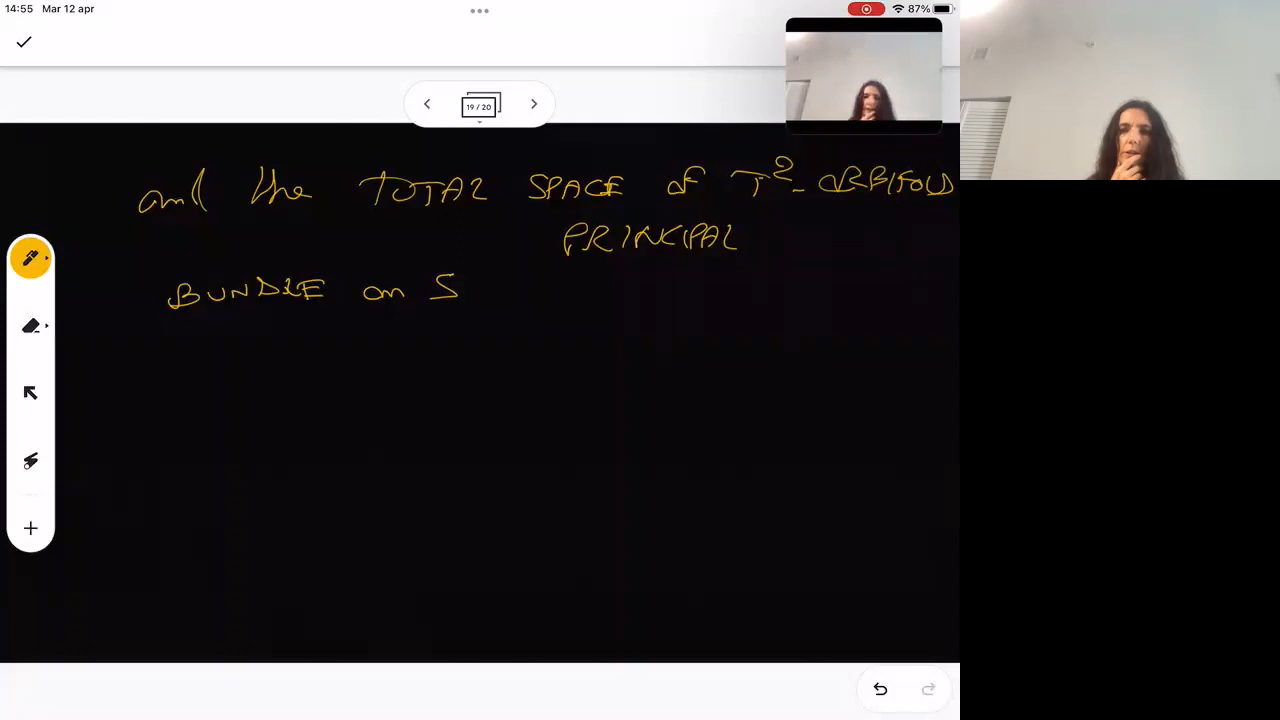 14:55 Mar 12 apr
87%
19 / 20
and the TOTAL SPACE of T²- ORBIFOLD
PRINCIPAL
BUNDLE on S